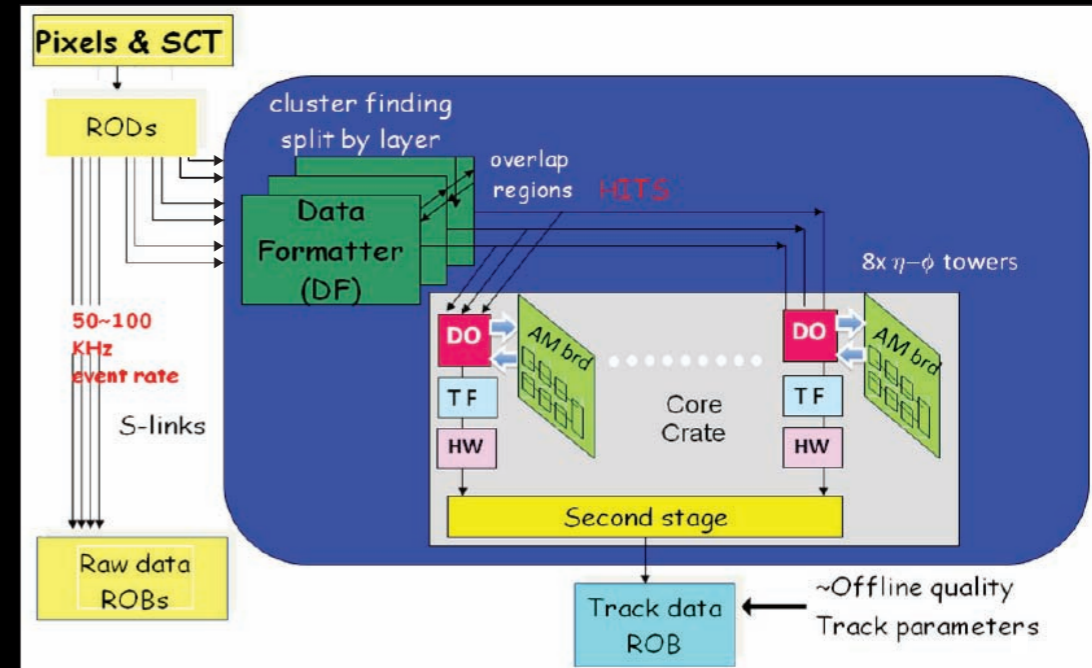 Pixels & SCT
RODs
cluster finding
split by layer
overlap
regions
HITS
Data
Formatter
(DF)
8x η−φ towers
50~100
KHz
event rate
S-links
DO
AM brd
TF
HW
Core
Crate
DO
AM brd
TF
HW
Second stage
Raw data
ROBs
Track data
ROB
~Offline quality
Track parameters